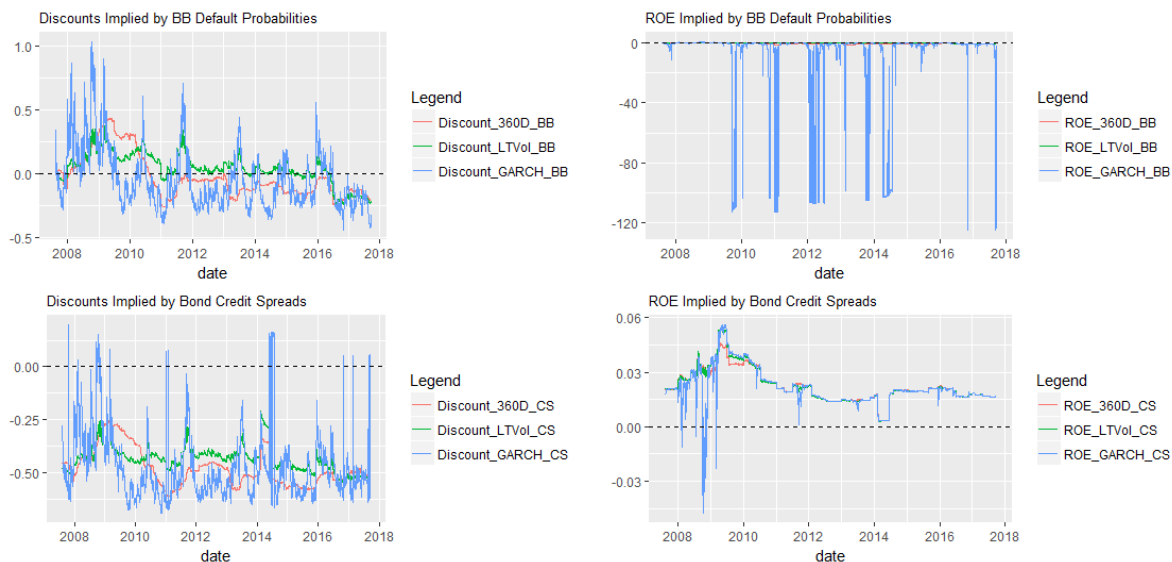 Discounts Implied by BB Default Probabilities
1.0
0.5
0.0
-0.5
2008 2010 2012 2014 2016 2018
date
Legend
Discount_360D_BB
Discount_LTVol_BB
Discount_GARCH_BB
ROE Implied by BB Default Probabilities
0
-40
-80
-120
2008 2010 2012 2014 2016 2018
date
Legend
ROE_360D_BB
ROE_LTVol_BB
ROE_GARCH_BB
Discounts Implied by Bond Credit Spreads
0.00
-0.25
-0.50
2008 2010 2012 2014 2016 2018
date
Legend
Discount_360D_CS
Discount_LTVol_CS
Discount_GARCH_CS
ROE Implied by Bond Credit Spreads
0.06
0.03
0.00
-0.03
2008 2010 2012 2014 2016 2018
date
Legend
ROE_360D_CS
ROE_LTVol_CS
ROE_GARCH_CS